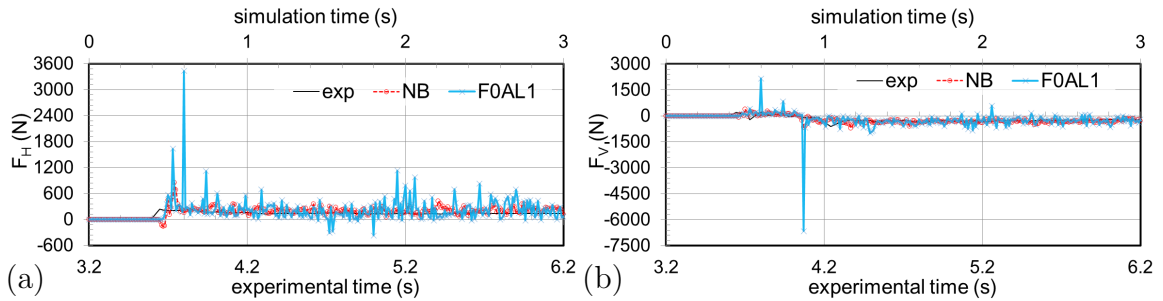 simulation time (s)
0 1 2 3
3600
3000
2400
1800
1200
600
0
-600
F_H (N)
exp NB F0AL1
3.2 4.2 5.2 6.2
experimental time (s)
(a)
simulation time (s)
0 1 2 3
3000
1500
0
-1500
-3000
-4500
-6000
-7500
F_V (N)
exp NB F0AL1
3.2 4.2 5.2 6.2
experimental time (s)
(b)